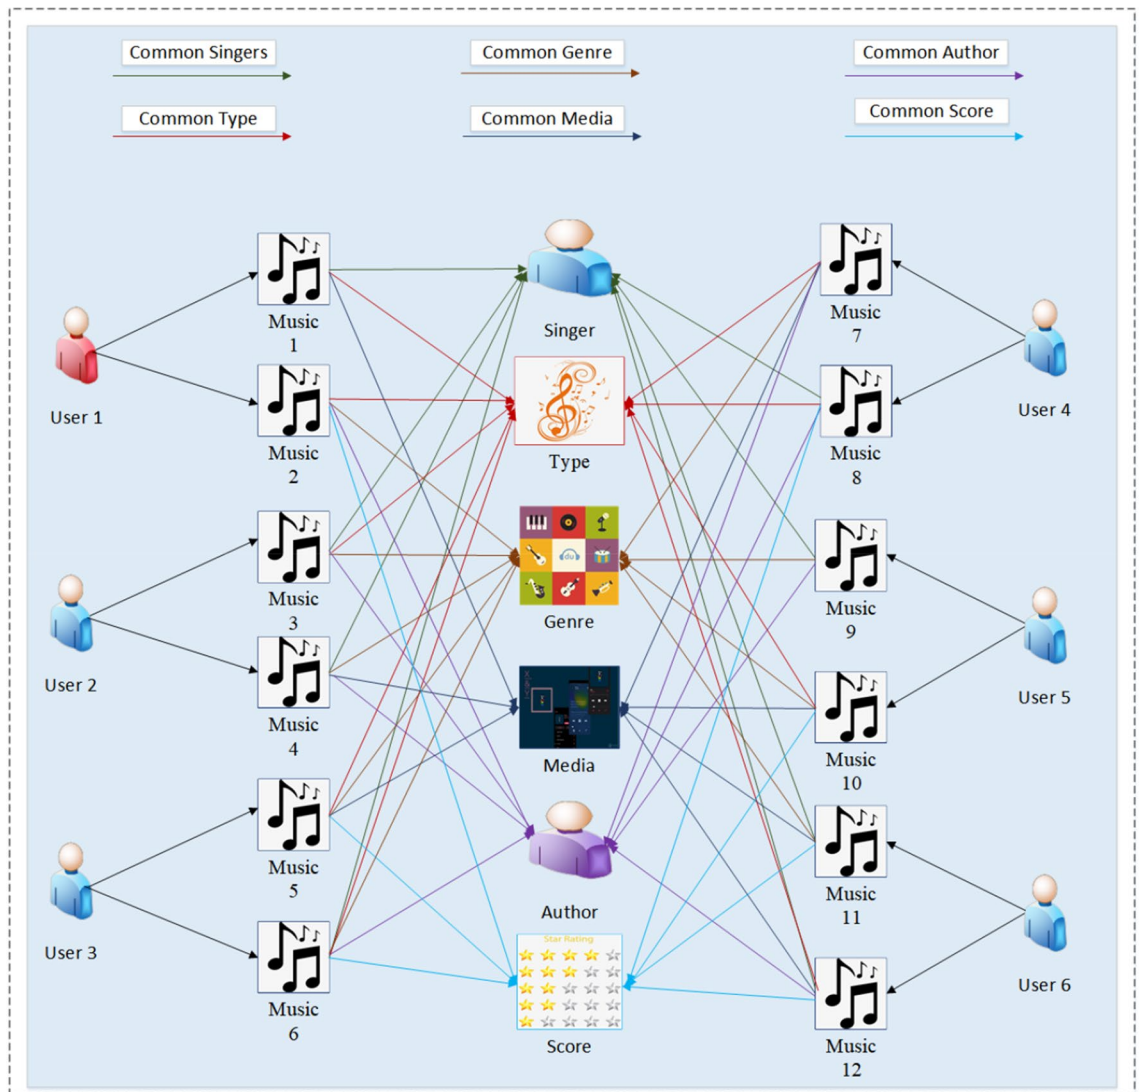 Common Singers
Common Genre
Common Author
Common Type
Common Media
Common Score
Music
1
Singer
Music
7
User 1
User 4
Music
2
Type
Music
8
Music
3
Genre
Music
9
User 2
User 5
Music
4
Media
Music
10
Music
5
Author
Music
11
User 3
User 6
Star Rating
Music
6
Score
Music
12